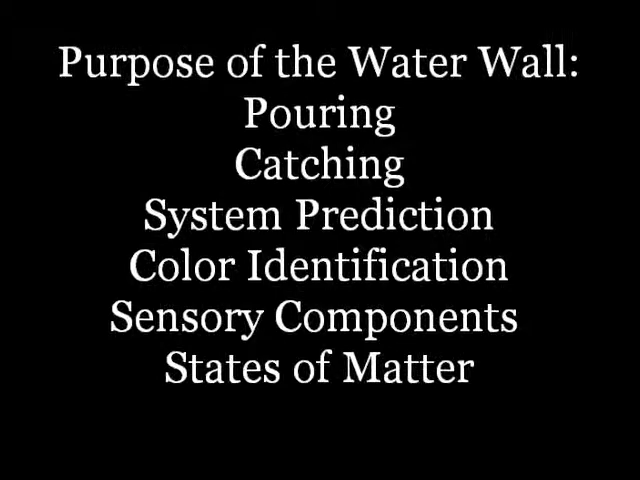 Purpose of the Water Wall:
Pouring
Catching
System Prediction
Color Identification
Sensory Components
States of Matter